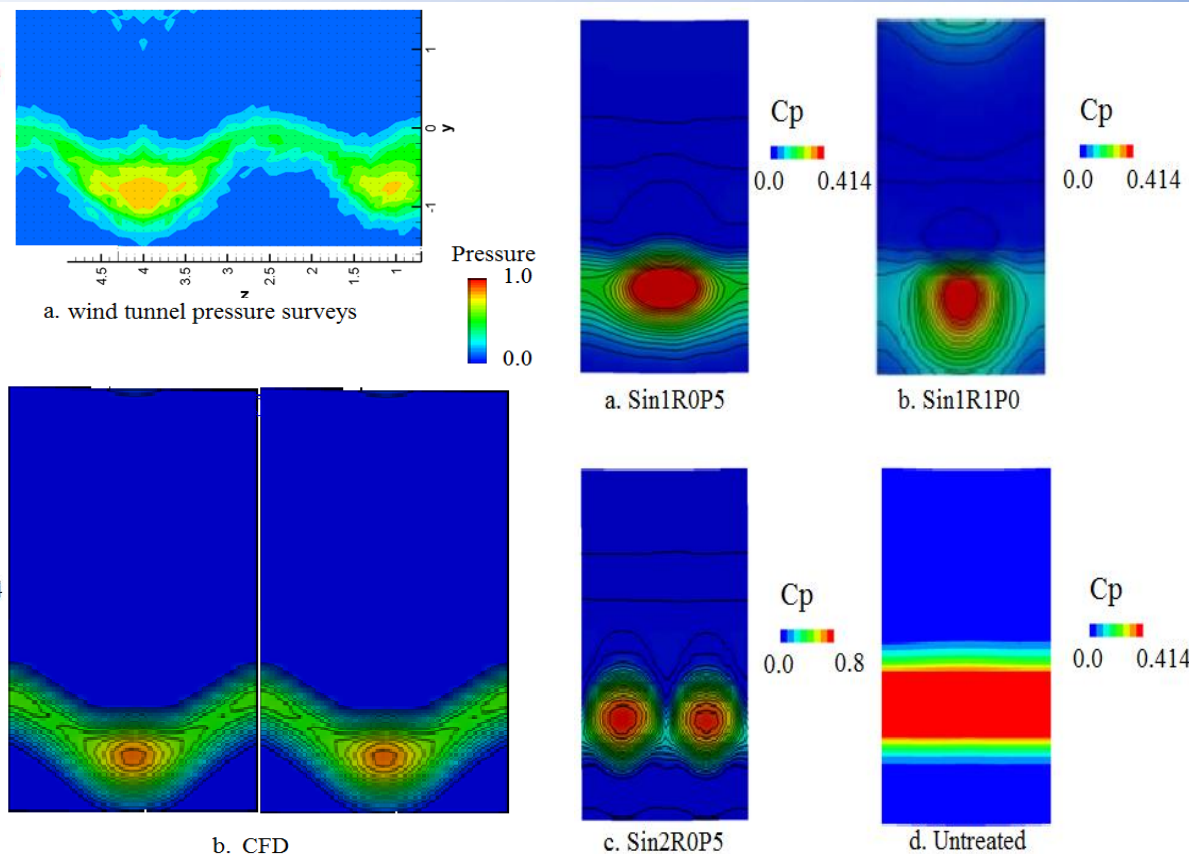 1
0
y
-1
4.5 4 3.5 3 2.5 2 1.5 1
z
Pressure
1.0
0.0
a. wind tunnel pressure surveys
b. CFD
Cp
0.0 0.414
a. Sin1R0P5
Cp
0.0 0.414
b. Sin1R1P0
Cp
0.0 0.8
c. Sin2R0P5
Cp
0.0 0.414
d. Untreated